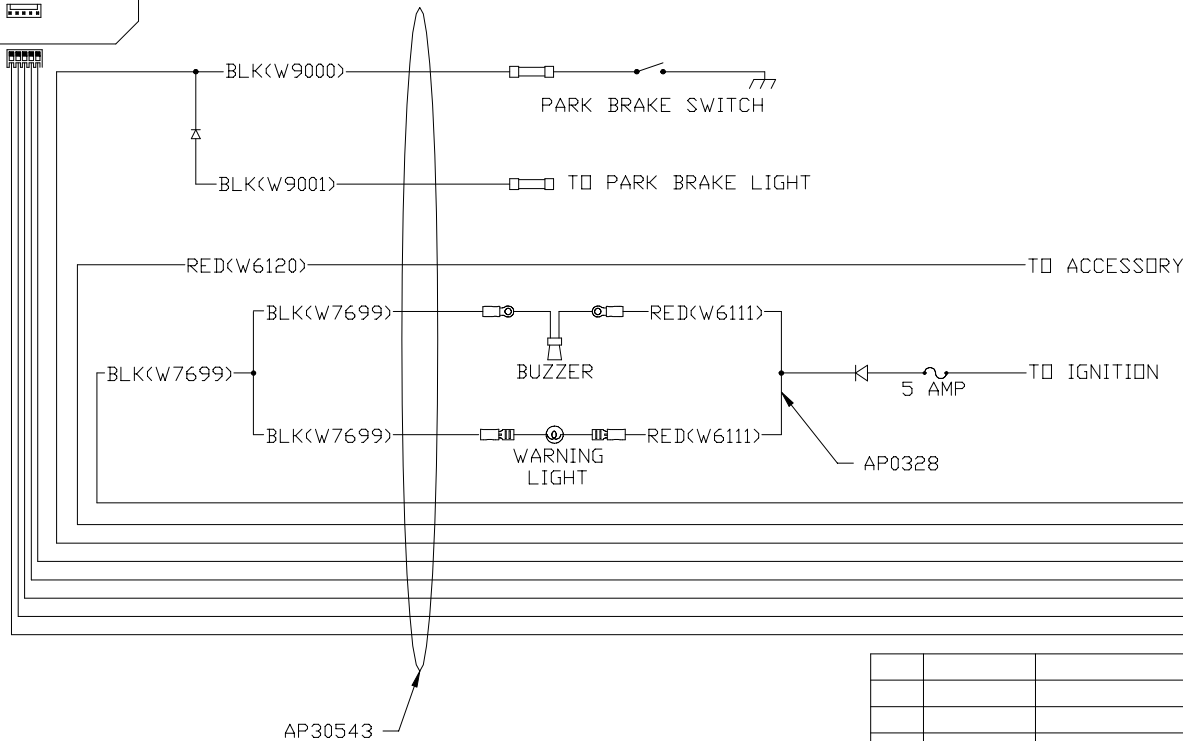 BLK(W9000)
PARK BRAKE SWITCH
BLK(W9001)
TO PARK BRAKE LIGHT
RED(W6120)
TO ACCESSORY
BLK(W7699)
RED(W6111)
BUZZER
BLK(W7699)
TO IGNITION
5 AMP
BLK(W7699)
RED(W6111)
WARNING
LIGHT
AP0328
AP30543